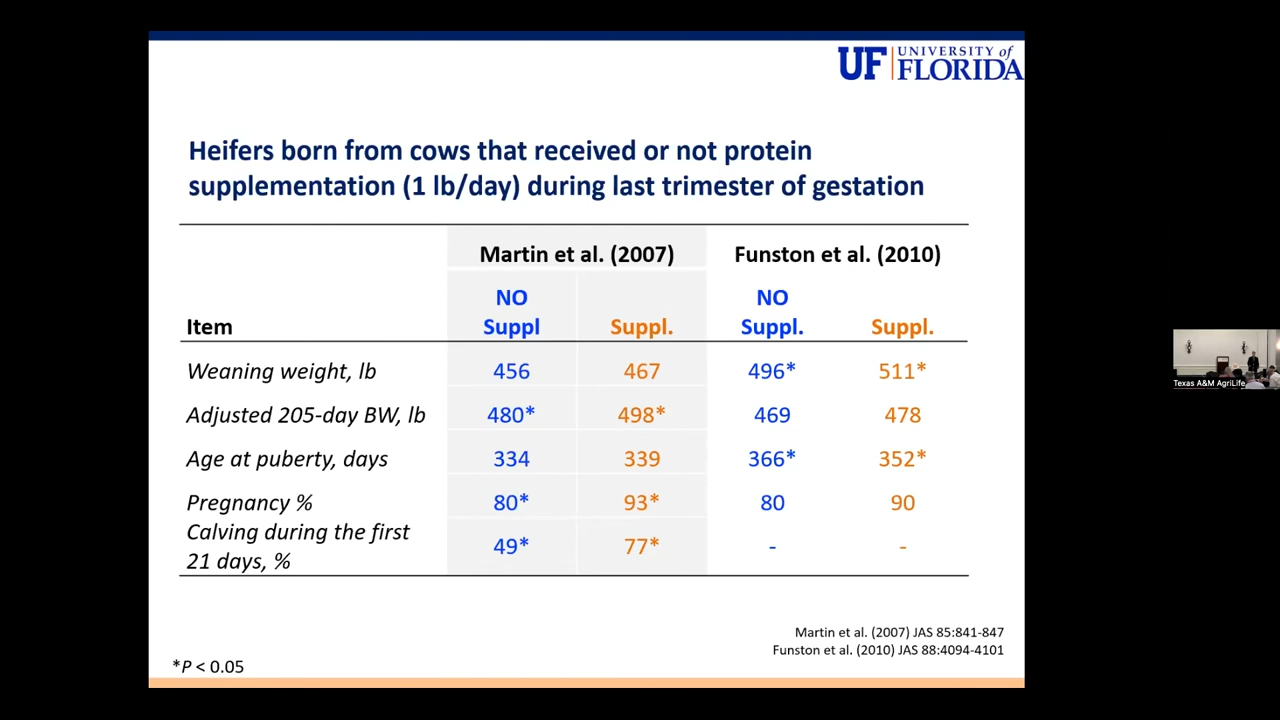 UF UNIVERSITY of
FLORIDA
Heifers born from cows that received or not protein
supplementation (1 lb/day) during last trimester of gestation
Martin et al. (2007) Funston et al. (2010)
NO NO
Item Suppl Suppl. Suppl. Suppl.
Weaning weight, lb 456 467 496* 511*
Adjusted 205-day BW, lb 480* 498* 469 478
Age at puberty, days 334 339 366* 352*
Pregnancy % 80* 93* 80 90
Calving during the first
21 days, % 49* 77* - -
Texas A&M AgriLife
Martin et al. (2007) JAS 85:841-847
Funston et al. (2010) JAS 88:4094-4101
*P < 0.05